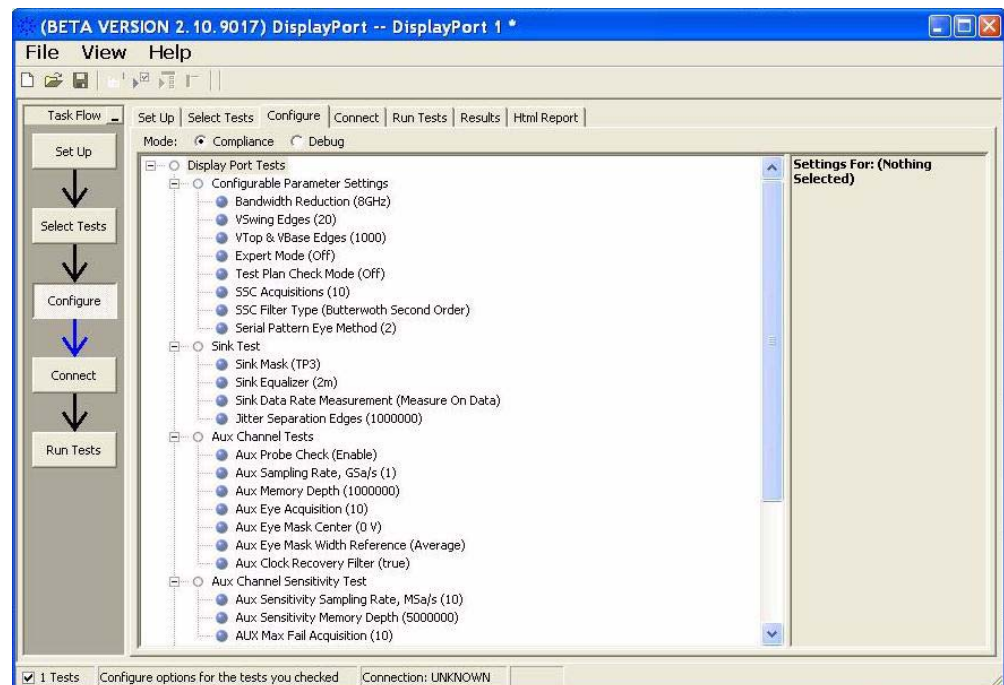 (BETA VERSION 2.10.9017) DisplayPort -- DisplayPort 1 *
File View Help
Task Flow
Set Up
Select Tests
Configure
Connect
Run Tests
Set Up Select Tests Configure Connect Run Tests Results Html Report
Mode: Compliance Debug
Display Port Tests
Configurable Parameter Settings
Bandwidth Reduction (8GHz)
VSwing Edges (20)
VTop & VBase Edges (1000)
Expert Mode (Off)
Test Plan Check Mode (Off)
SSC Acquisitions (10)
SSC Filter Type (Butterwoth Second Order)
Serial Pattern Eye Method (2)
Sink Test
Sink Mask (TP3)
Sink Equalizer (2m)
Sink Data Rate Measurement (Measure On Data)
Jitter Separation Edges (1000000)
Aux Channel Tests
Aux Probe Check (Enable)
Aux Sampling Rate, GSa/s (1)
Aux Memory Depth (1000000)
Aux Eye Acquisition (10)
Aux Eye Mask Center (0 V)
Aux Eye Mask Width Reference (Average)
Aux Clock Recovery Filter (true)
Aux Channel Sensitivity Test
Aux Sensitivity Sampling Rate, MSa/s (10)
Aux Sensitivity Memory Depth (5000000)
AUX Max Fail Acquisition (10)
Settings For: (Nothing
Selected)
1 Tests Configure options for the tests you checked Connection: UNKNOWN